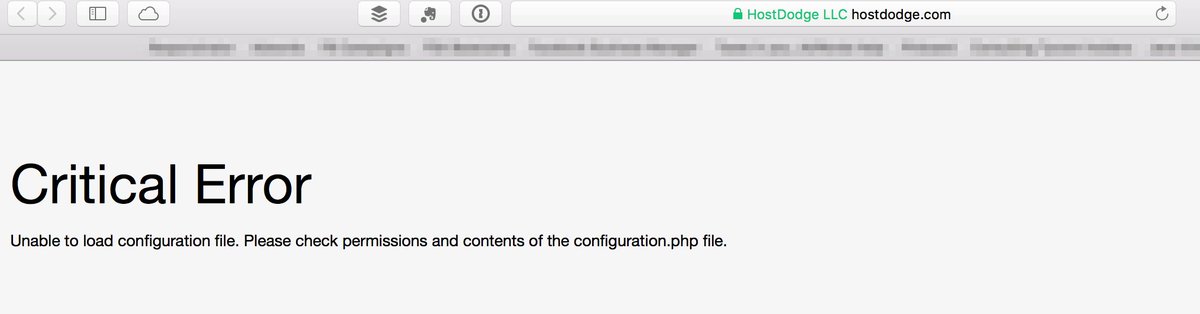 HostDodge LLC hostdodge.com
Critical Error
Unable to load configuration file. Please check permissions and contents of the configuration.php file.